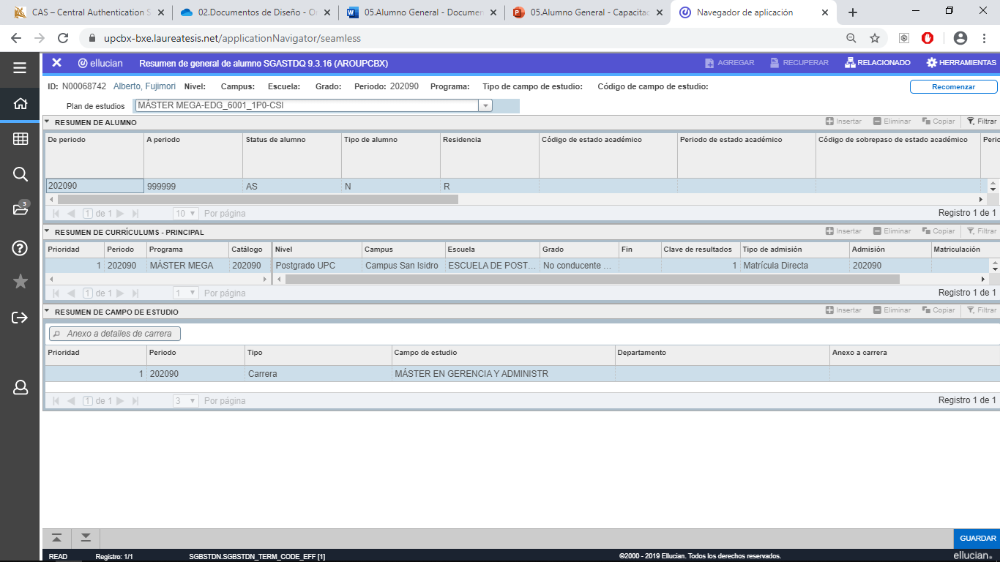 CAS – Central Authentication S
02.Documentos de Diseño - O
05.Alumno General - Documen
05.Alumno General - Capacitac
Navegador de aplicación
upcbx-bxe.laureatesis.net/applicationNavigator/seamless
ellucian Resumen de general de alumno SGASTDQ 9.3.16 (AROUPCBX) AGREGAR RECUPERAR RELACIONADO HERRAMIENTAS
ID: N00068742 Alberto, Fujimori Nivel: Campus: Escuela: Grado: Periodo: 202090 Programa: Tipo de campo de estudio: Código de campo de estudio: Recomenzar
Plan de estudios MÁSTER MEGA-EDG_6001_1P0-CSI
RESUMEN DE ALUMNO Insertar Eliminar Copiar Filtrar
De periodo A periodo Status de alumno Tipo de alumno Residencia Código de estado académico Periodo de estado académico Código de sobrepaso de estado académico Perio
202090 999999 AS N R
1 de 1 10 Por página Registro 1 de 1
RESUMEN DE CURRÍCULUMS - PRINCIPAL Insertar Eliminar Copiar Filtrar
Prioridad Periodo Programa Catálogo Nivel Campus Escuela Grado Fin Clave de resultados Tipo de admisión Admisión Matriculación
1 202090 MÁSTER MEGA 202090 Postgrado UPC Campus San Isidro ESCUELA DE POST... No conducente ... 1 Matrícula Directa 202090
1 de 1 1 Por página Registro 1 de 1
RESUMEN DE CAMPO DE ESTUDIO Insertar Eliminar Copiar Filtrar
Anexo a detalles de carrera
Prioridad Periodo Tipo Campo de estudio Departamento Anexo a carrera
1 202090 Carrera MÁSTER EN GERENCIA Y ADMINISTR
1 de 1 3 Por página Registro 1 de 1
3
GUARDAR
READ Registro: 1/1 SGBSTDN.SGBSTDN_TERM_CODE_EFF [1] ©2000 - 2019 Ellucian. Todos los derechos reservados. ellucian.